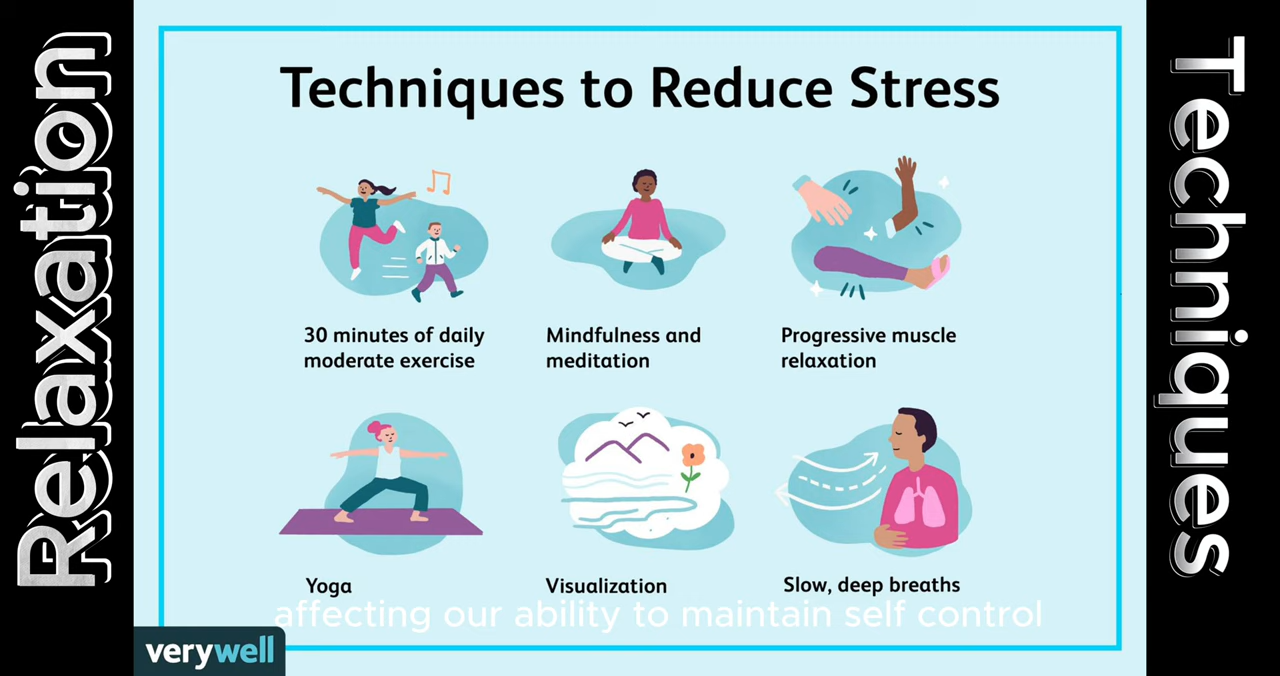 Relaxation
Techniques to Reduce Stress
30 minutes of daily
moderate exercise
Mindfulness and
meditation
Progressive muscle
relaxation
Yoga
Visualization
Slow, deep breaths
affecting our ability to maintain self control
verywell
Techniques